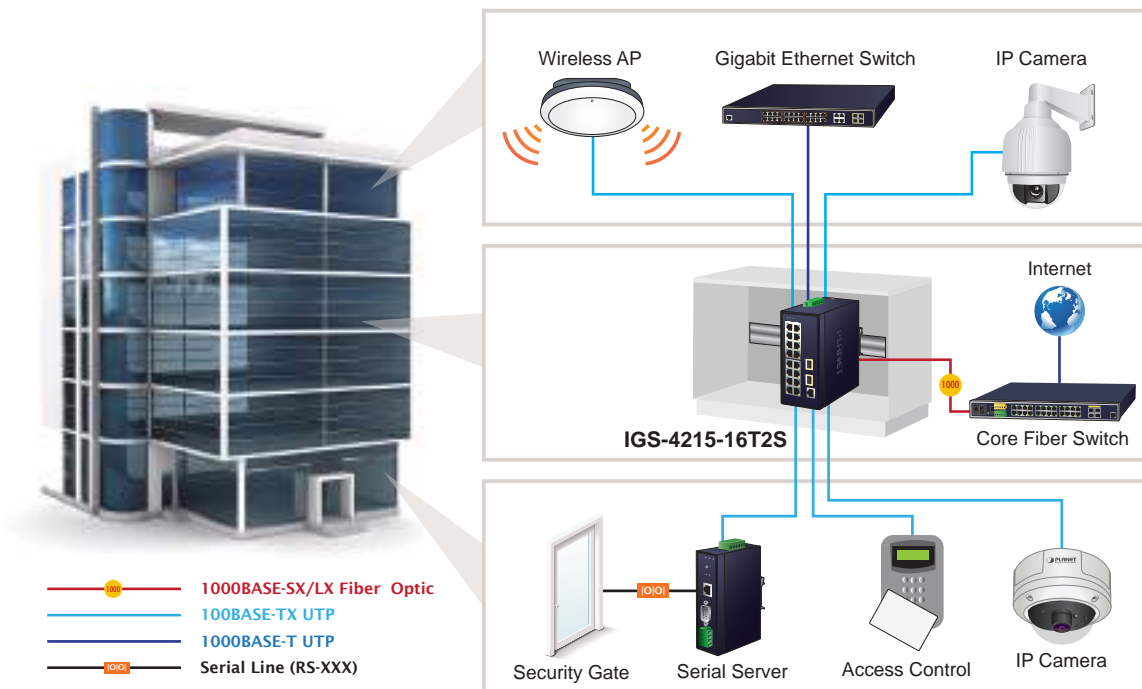 Wireless AP
Gigabit Ethernet Switch
IP Camera
Internet
PLANET
1000
IGS-4215-16T2S
Core Fiber Switch
PLANET
|O|O|
Security Gate
Serial Server
Access Control
IP Camera
1000
1000BASE-SX/LX Fiber Optic
100BASE-TX UTP
1000BASE-T UTP
|O|O|
Serial Line (RS-XXX)